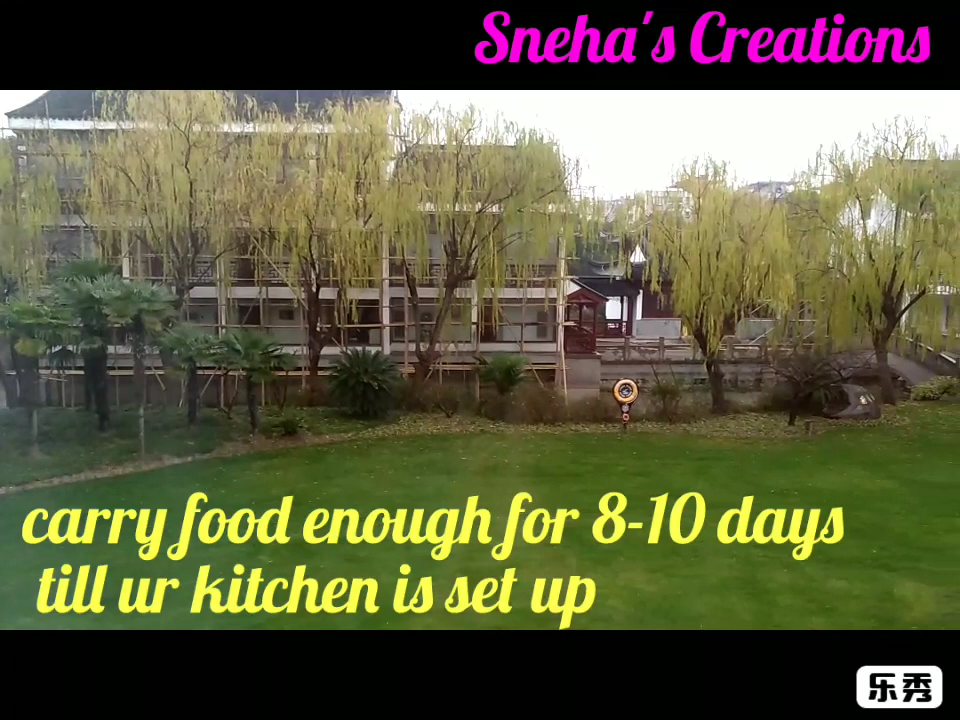 Sneha's Creations
carry food enough for 8-10 days
till ur kitchen is set up
乐秀